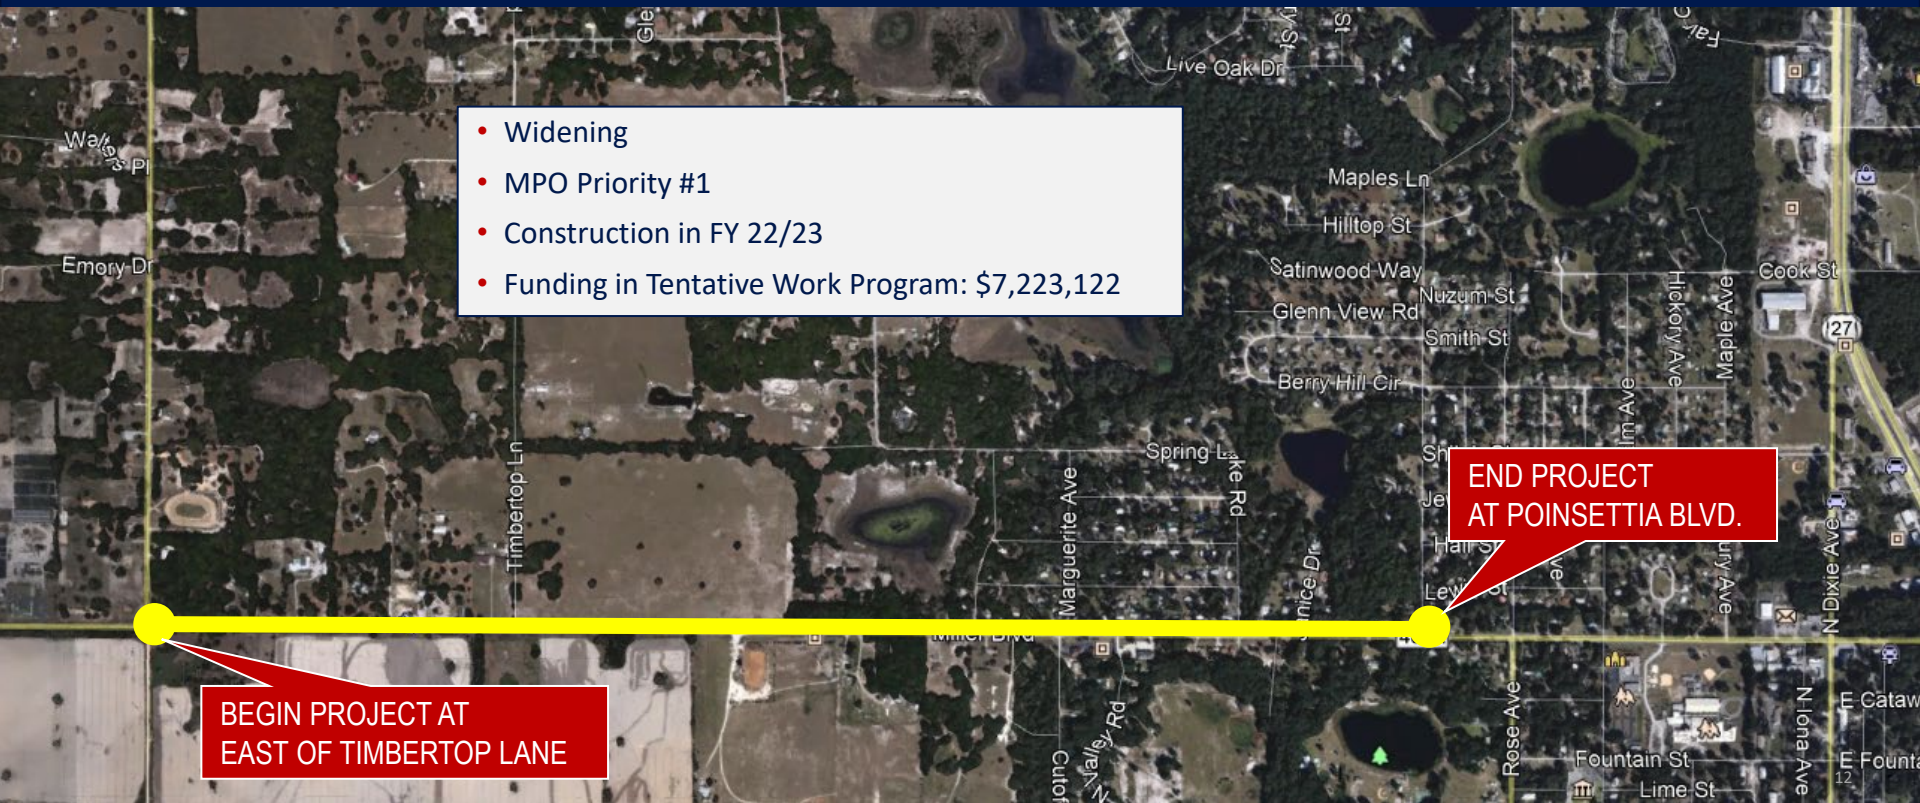 Live Oak Dr
Walters Pl
• Widening
• MPO Priority #1
• Construction in FY 22/23
• Funding in Tentative Work Program: $7,223,122
Maples Ln
Hilltop St
Emory Dr
Satinwood Way
Cook St
Nuzum St
Glenn View Rd
Hickory Ave
Maple Ave
27
Smith St
Berry Hill Cir
Spring Lake Rd
Timbertop Ln
Marguerite Ave
END PROJECT
AT POINSETTIA BLVD.
N Dixie Ave
BEGIN PROJECT AT
EAST OF TIMBERTOP LANE
Rose Ave
N Iona Ave
Fountain St
Lime St
12